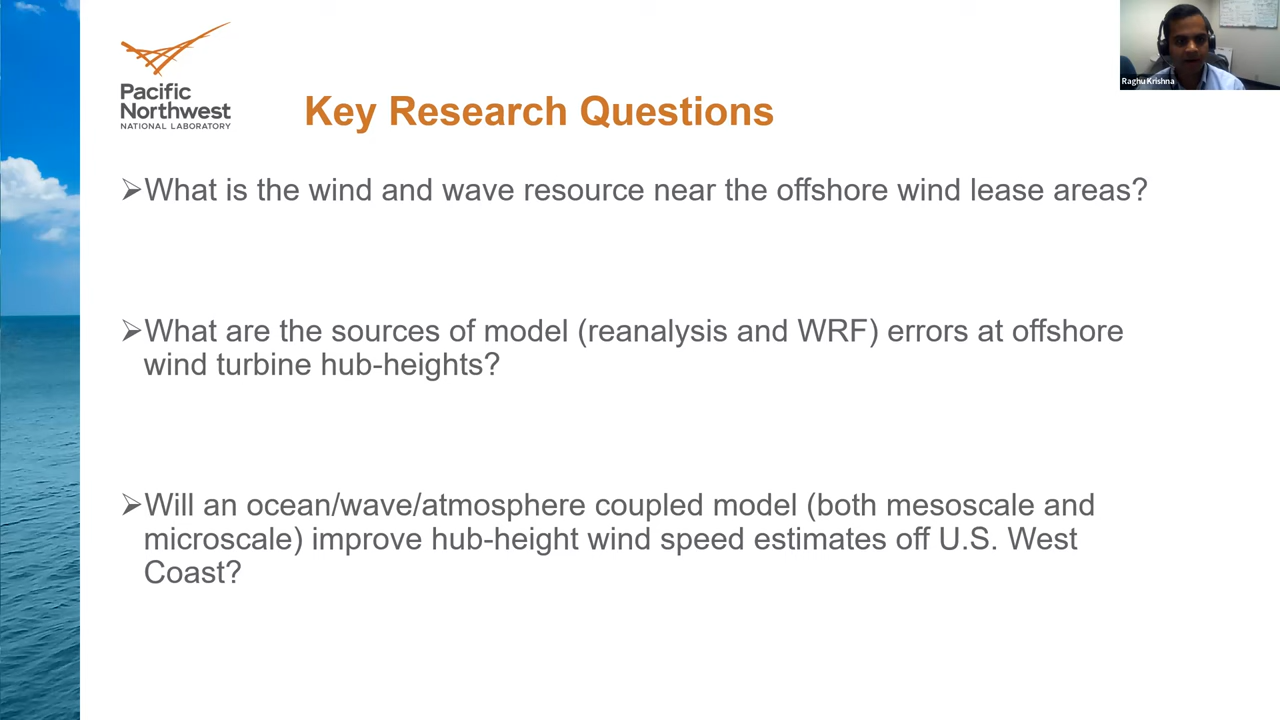 Pacific
Northwest
NATIONAL LABORATORY
Raghu Krishna
Key Research Questions
➢What is the wind and wave resource near the offshore wind lease areas?
➢What are the sources of model (reanalysis and WRF) errors at offshore
wind turbine hub-heights?
➢Will an ocean/wave/atmosphere coupled model (both mesoscale and
microscale) improve hub-height wind speed estimates off U.S. West
Coast?